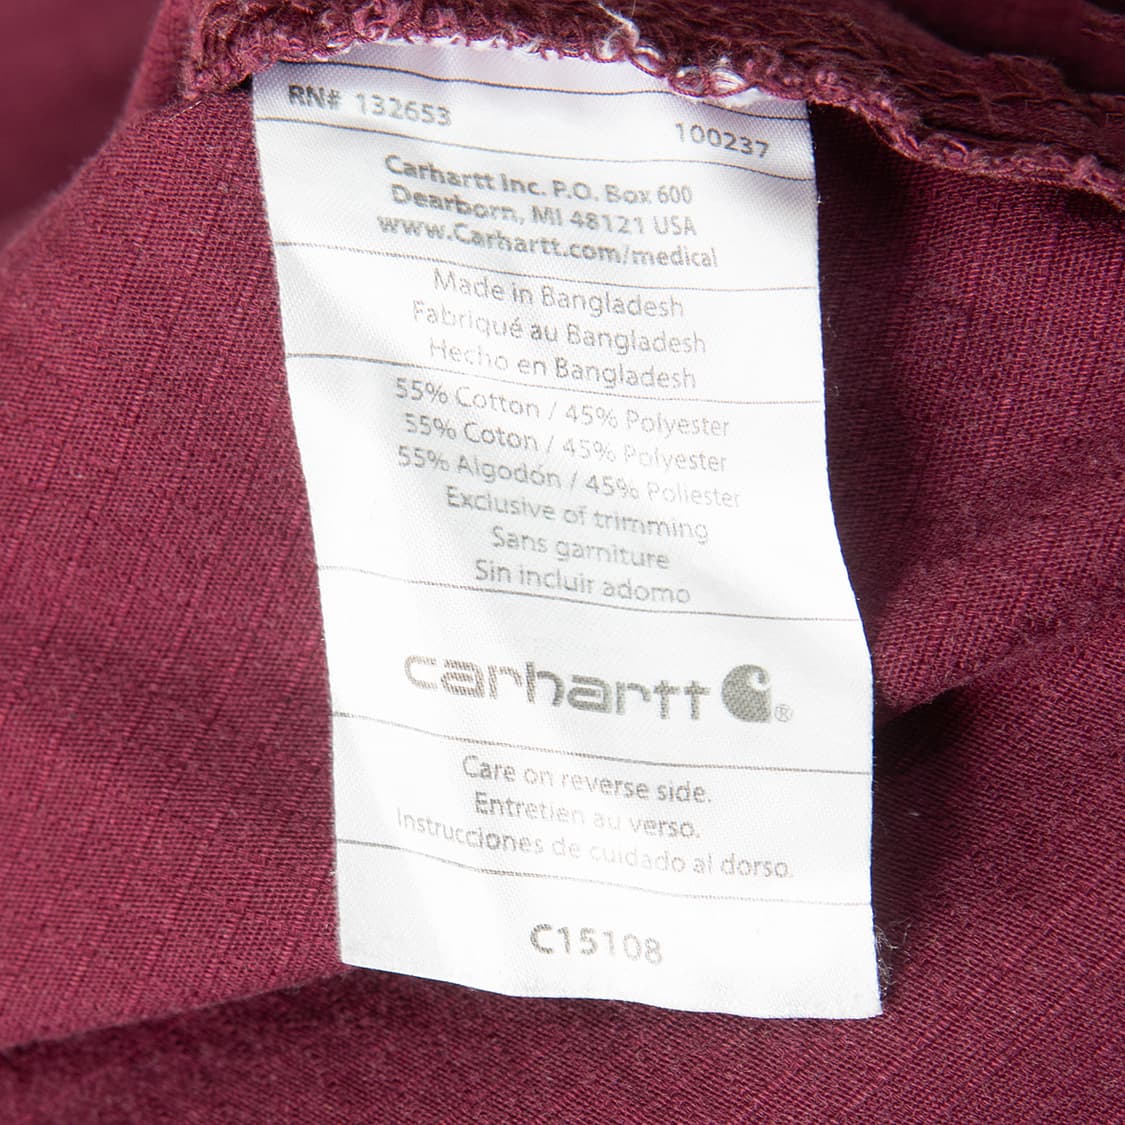 RN# 132653 100237
Carhartt Inc. P.O. Box 600
Dearborn, MI 48121 USA
www.Carhartt.com/medical
Made in Bangladesh
Fabriqué au Bangladesh
Hecho en Bangladesh
55% Cotton / 45% Polyester
55% Coton / 45% Polyester
55% Algodón / 45% Poliester
Exclusive of trimming
Sans garniture
Sin incluir adorno
carhartt ®
Care on reverse side.
Entretien au verso.
Instrucciones de cuidado al dorso.
C15108